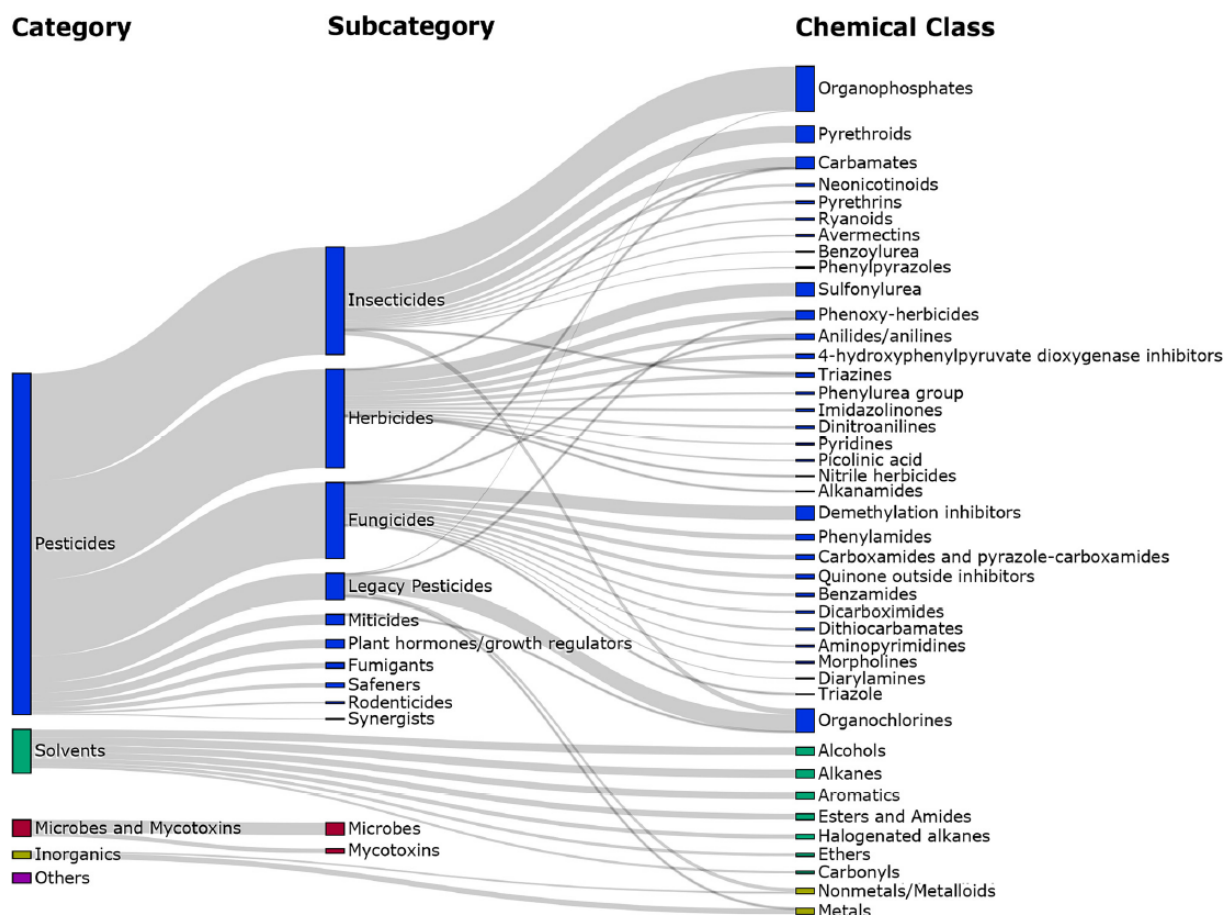 Category
Subcategory
Chemical Class
Pesticides
Solvents
Microbes and Mycotoxins
Inorganics
Others
Insecticides
Herbicides
Fungicides
Legacy Pesticides
Miticides
Plant hormones/growth regulators
Fumigants
Safeners
Rodenticides
Synergists
Microbes
Mycotoxins
Organophosphates
Pyrethroids
Carbamates
Neonicotinoids
Pyrethrins
Ryanoids
Avermectins
Benzoylurea
Phenylpyrazoles
Sulfonylurea
Phenoxy-herbicides
Anilides/anilines
4-hydroxyphenylpyruvate dioxygenase inhibitors
Triazines
Phenylurea group
Imidazolinones
Dinitroanilines
Pyridines
Picolinic acid
Nitrile herbicides
Alkanamides
Demethylation inhibitors
Phenylamides
Carboxamides and pyrazole-carboxamides
Quinone outside inhibitors
Benzamides
Dicarboximides
Dithiocarbamates
Aminopyrimidines
Morpholines
Diarylamines
Triazole
Organochlorines
Alcohols
Alkanes
Aromatics
Esters and Amides
Halogenated alkanes
Ethers
Carbonyls
Nonmetals/Metalloids
Metals